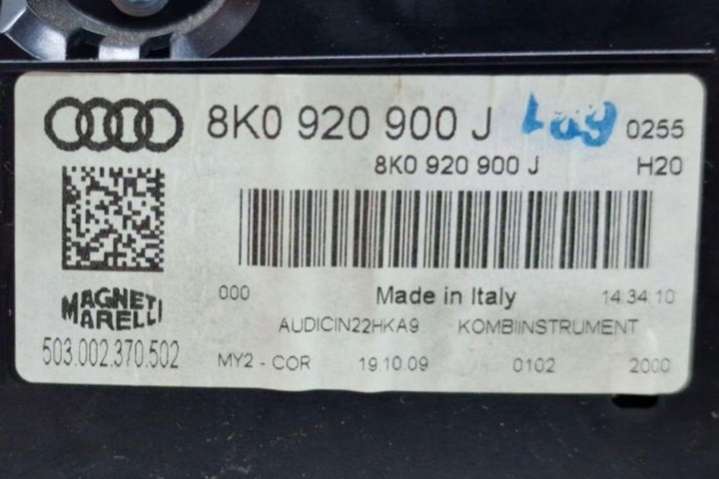 8K0 920 900 J 0255
8K0 920 900 J H20
000 Made in Italy 14:34:10
MAGNETI MARELLI
AUDICIN22HKA9 KOMBIINSTRUMENT
503.002.370.502
MY2 - COR 19.10.09 0102 2000